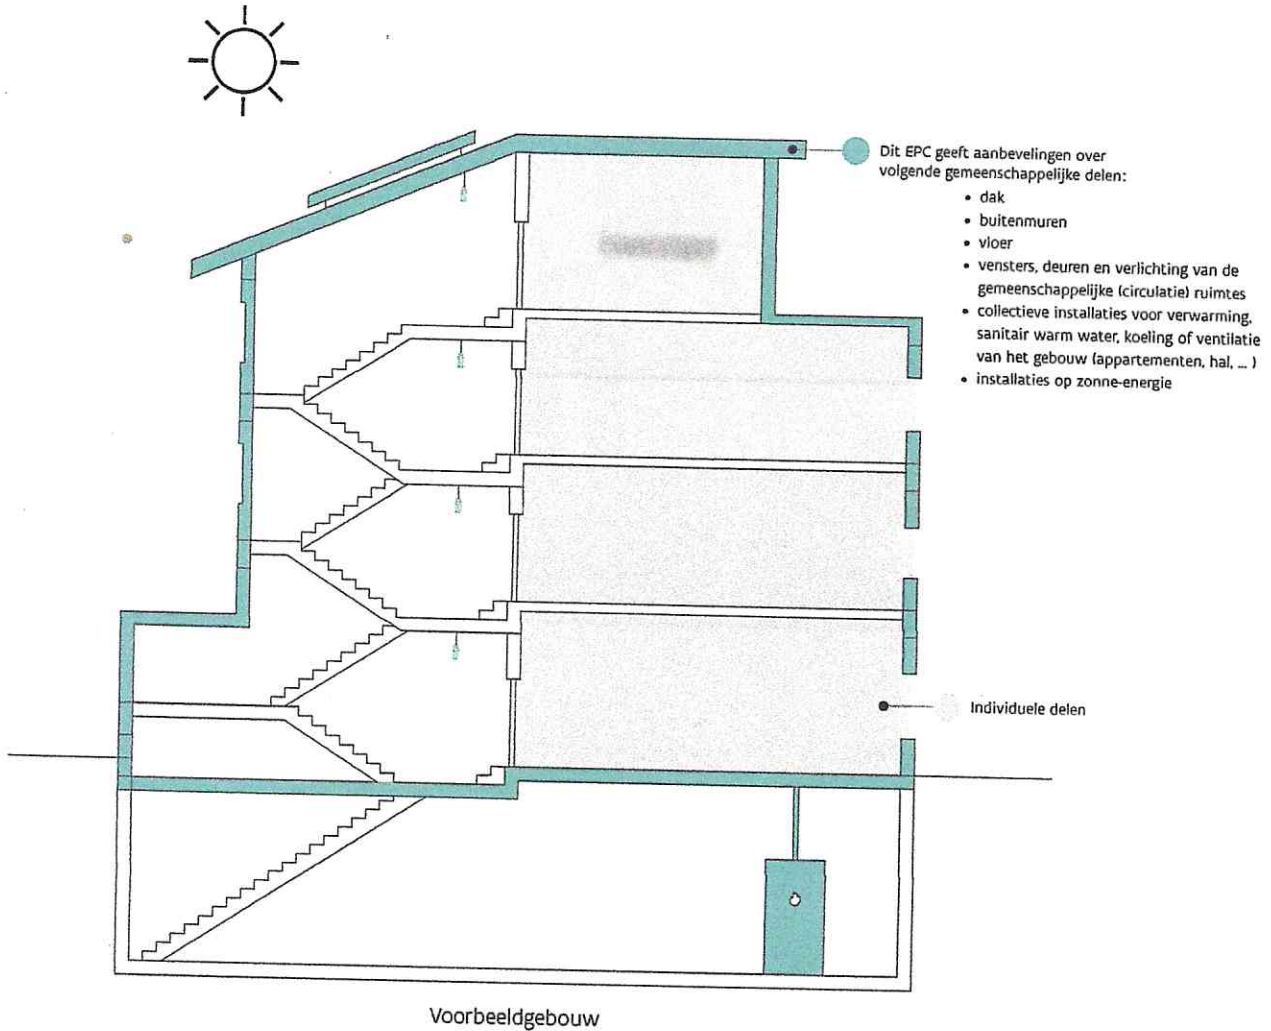 Dit EPC geeft aanbevelingen over
volgende gemeenschappelijke delen:
• dak
• buitenmuren
• vloer
• vensters, deuren en verlichting van de
gemeenschappelijke (circulatie) ruimtes
• collectieve installaties voor verwarming,
sanitair warm water, koeling of ventilatie
van het gebouw (appartementen, hal, ... )
• installaties op zonne-energie
Individuele delen
Voorbeeldgebouw